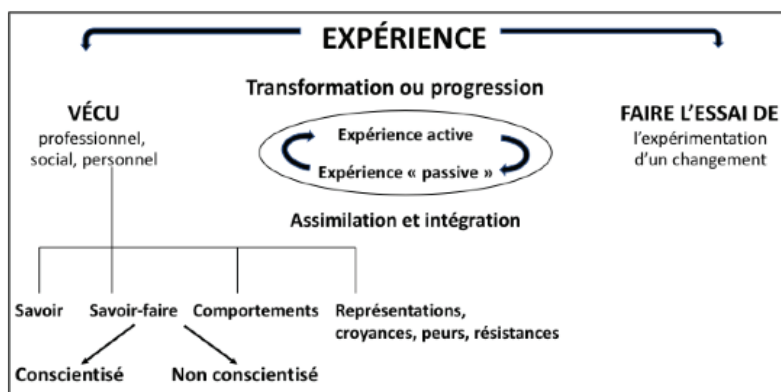 EXPÉRIENCE
Transformation ou progression
VÉCU
professionnel,
social, personnel
Expérience active
Expérience « passive »
FAIRE L'ESSAI DE
l'expérimentation
d'un changement
Assimilation et intégration
Savoir
Savoir-faire
Comportements
Représentations,
croyances, peurs, résistances
Conscientisé
Non conscientisé